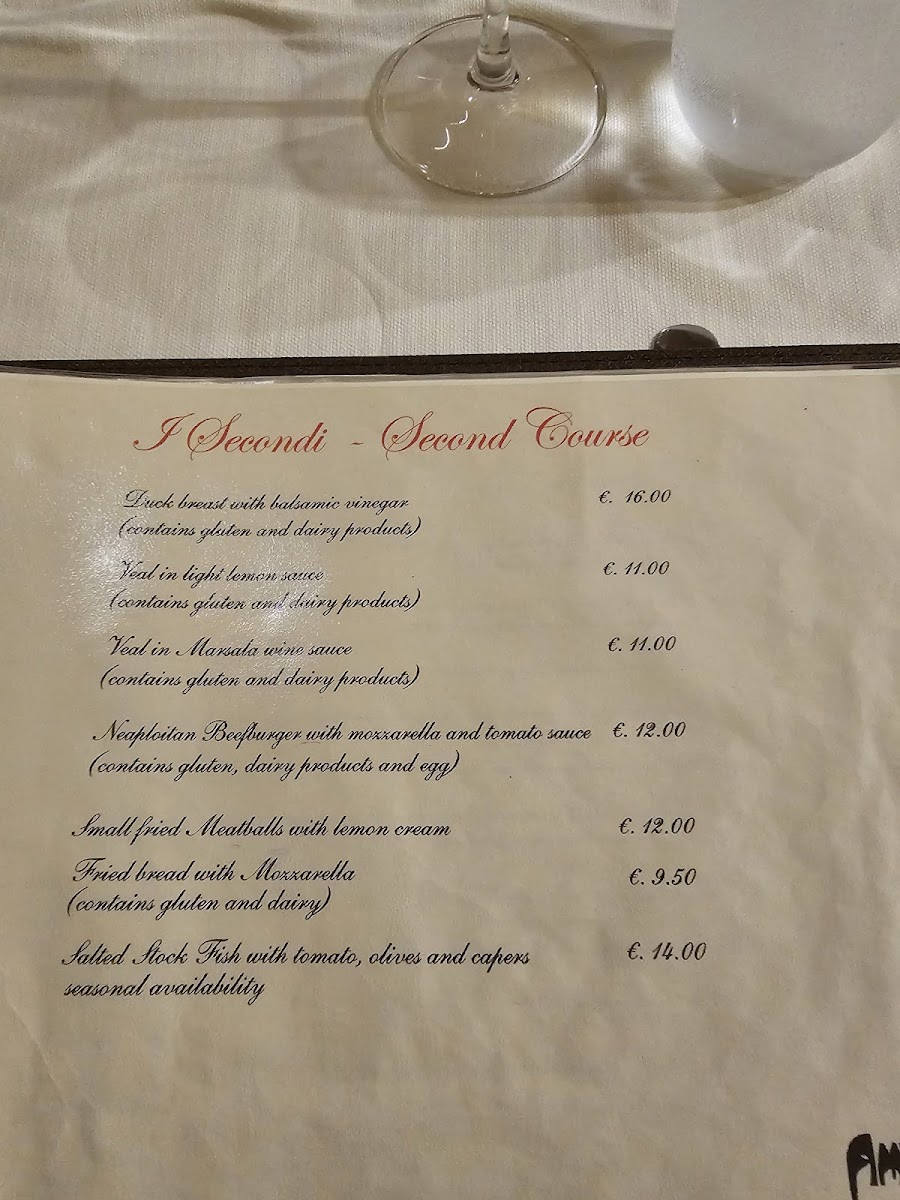 I Secondi - Second Course
Duck breast with balsamic vinegar €. 16.00
(contains gluten and dairy products)
Veal in light lemon sauce €. 11.00
(contains gluten and dairy products)
Veal in Marsala wine sauce €. 11.00
(contains gluten and dairy products)
Neaploitan Beefburger with mozzarella and tomato sauce €. 12.00
(contains gluten, dairy products and egg)
Small fried Meatballs with lemon cream €. 12.00
Fried bread with Mozzarella €. 9.50
(contains gluten and dairy)
Salted Stock Fish with tomato, olives and capers €. 14.00
seasonal availability